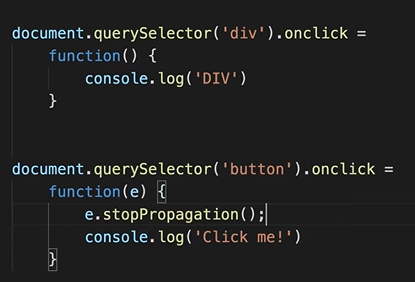 document.querySelector('div').onclick =
function() {
console.log('DIV')
}
document.querySelector('button').onclick =
function(e) {
e.stopPropagation();
console.log('Click me!')
}